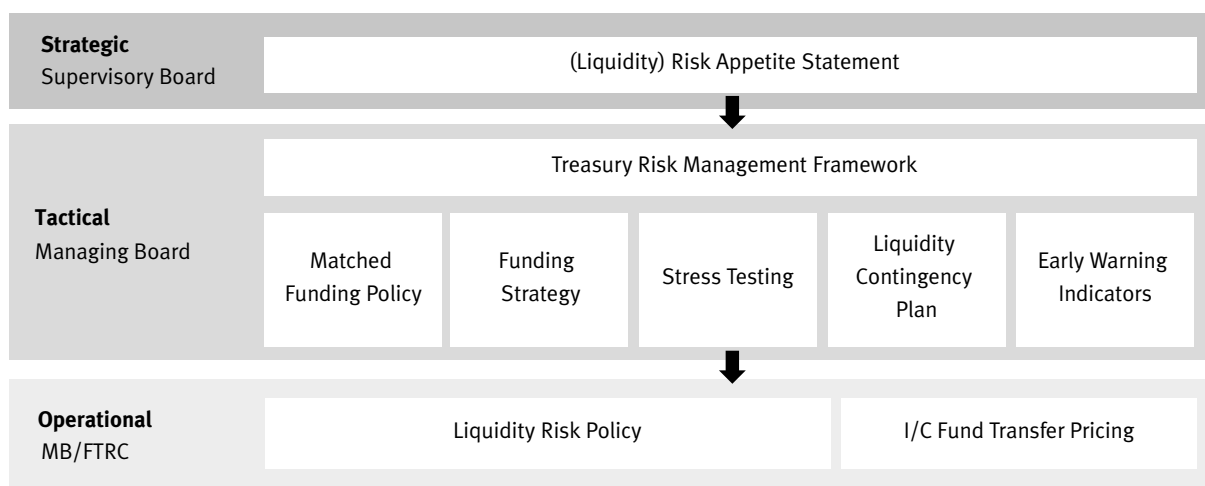 Strategic
Supervisory Board
(Liquidity) Risk Appetite Statement
Tactical
Managing Board
Treasury Risk Management Framework
Matched
Funding Policy
Funding
Strategy
Stress Testing
Liquidity
Contingency
Plan
Early Warning
Indicators
Operational
MB/FTRC
Liquidity Risk Policy
I/C Fund Transfer Pricing